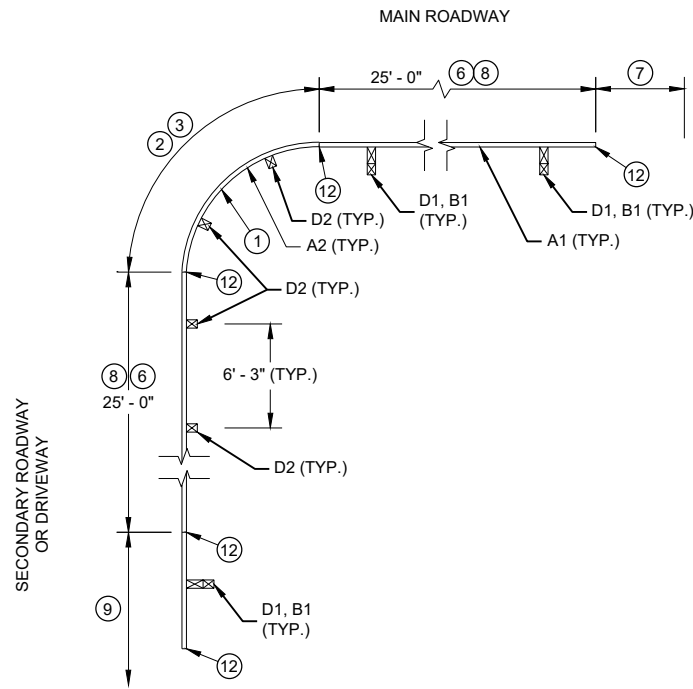 MAIN ROADWAY
25' - 0"
6 8
7
2 3
12
12
D2 (TYP.)
D1, B1
(TYP.)
D1, B1 (TYP.)
1
A2 (TYP.)
A1 (TYP.)
12
D2 (TYP.)
8 6
25' - 0"
6' - 3" (TYP.)
D2 (TYP.)
SECONDARY ROADWAY
OR DRIVEWAY
12
9
D1, B1
(TYP.)
12